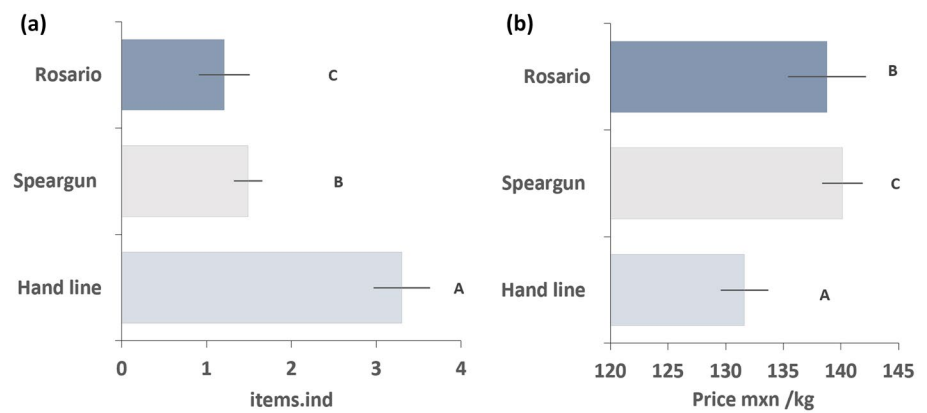 (a)
Rosario
C
Speargun
B
Hand line
A
0 1 2 3 4
items.ind
(b)
Rosario
B
Speargun
C
Hand line
A
120 125 130 135 140 145
Price mxn /kg